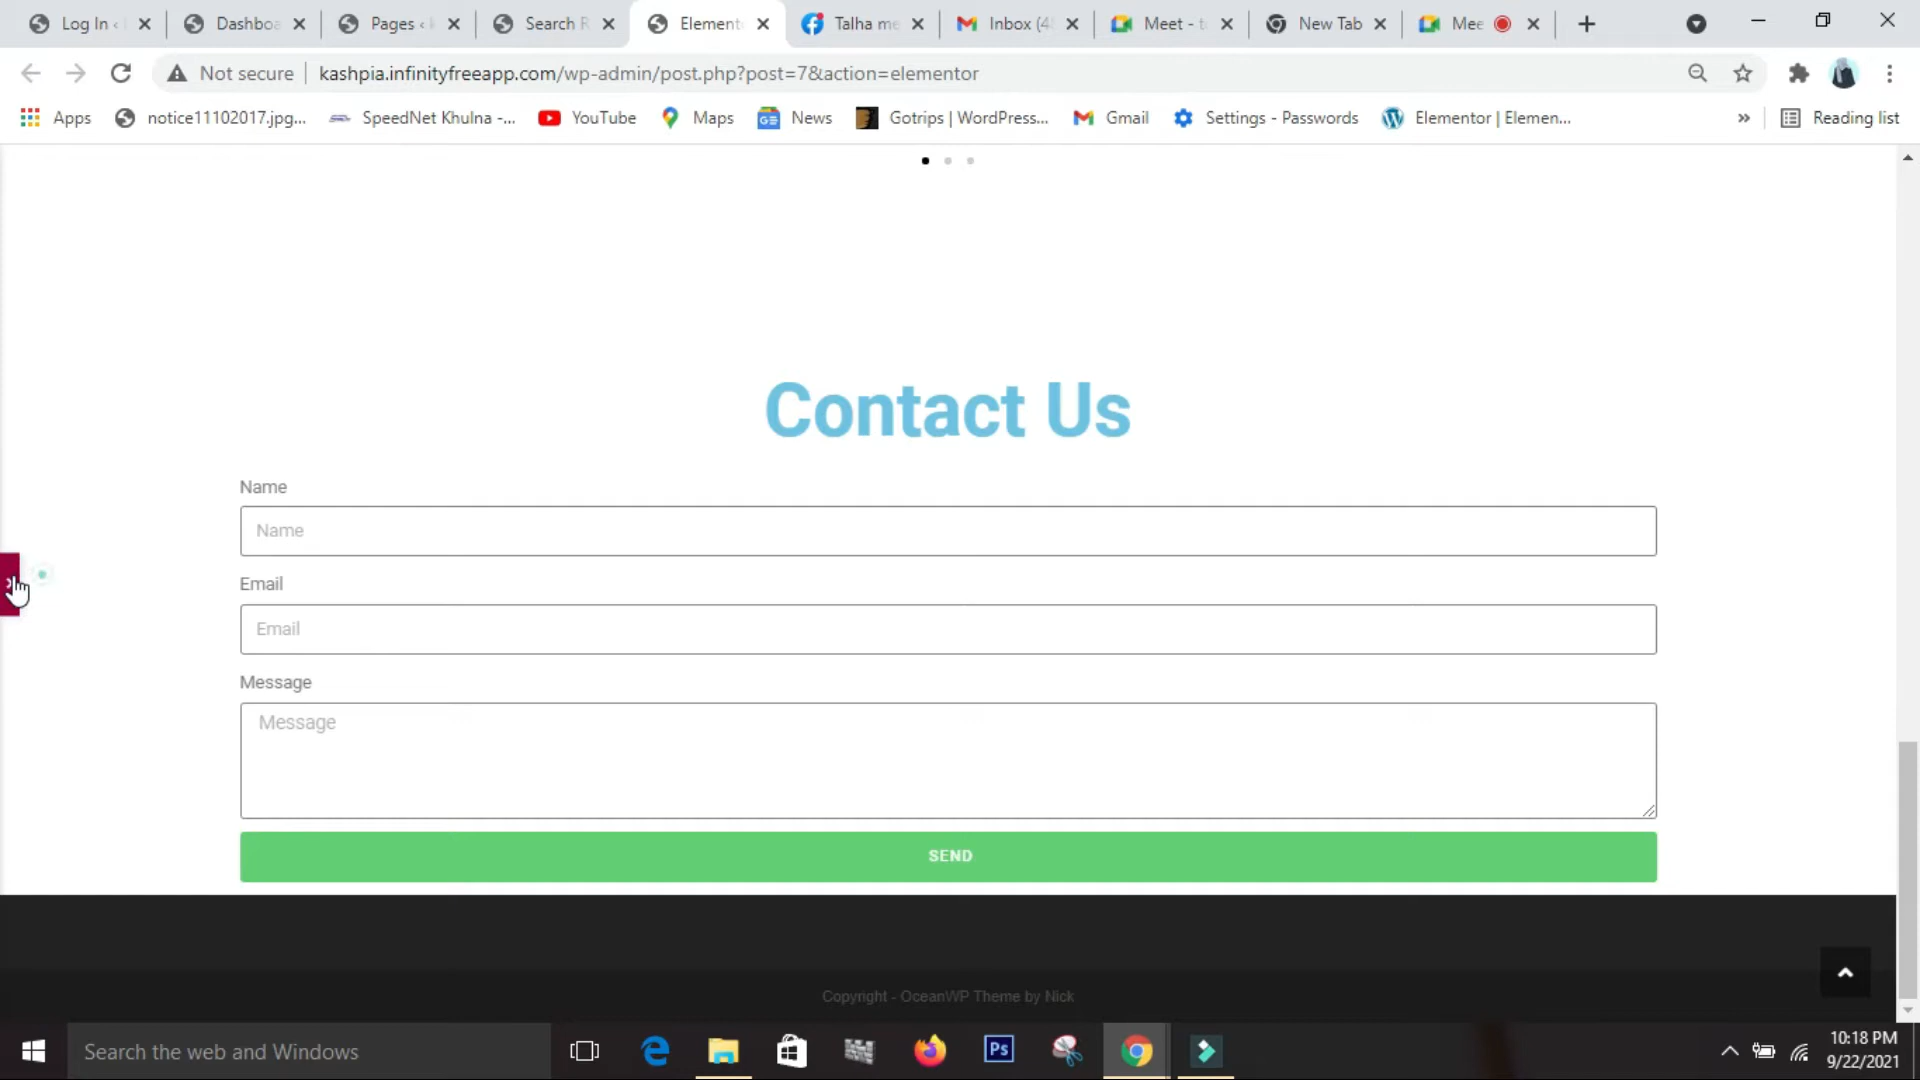 Log In ‹
Dashboa
Pages ‹
Search R
Element
Talha me
Inbox (4
Meet - t
New Tab
Mee
Not secure
kashpia.infinityfreeapp.com/wp-admin/post.php?post=7&action=elementor
Apps
notice11102017.jpg...
SpeedNet Khulna -...
YouTube
Maps
News
Gotrips | WordPress...
Gmail
Settings - Passwords
Elementor | Elemen...
»
Reading list
Contact Us
Name
Name
Email
Email
Message
Message
SEND
Copyright - OceanWP Theme by Nick
Search the web and Windows
Ps
10:18 PM
9/22/2021